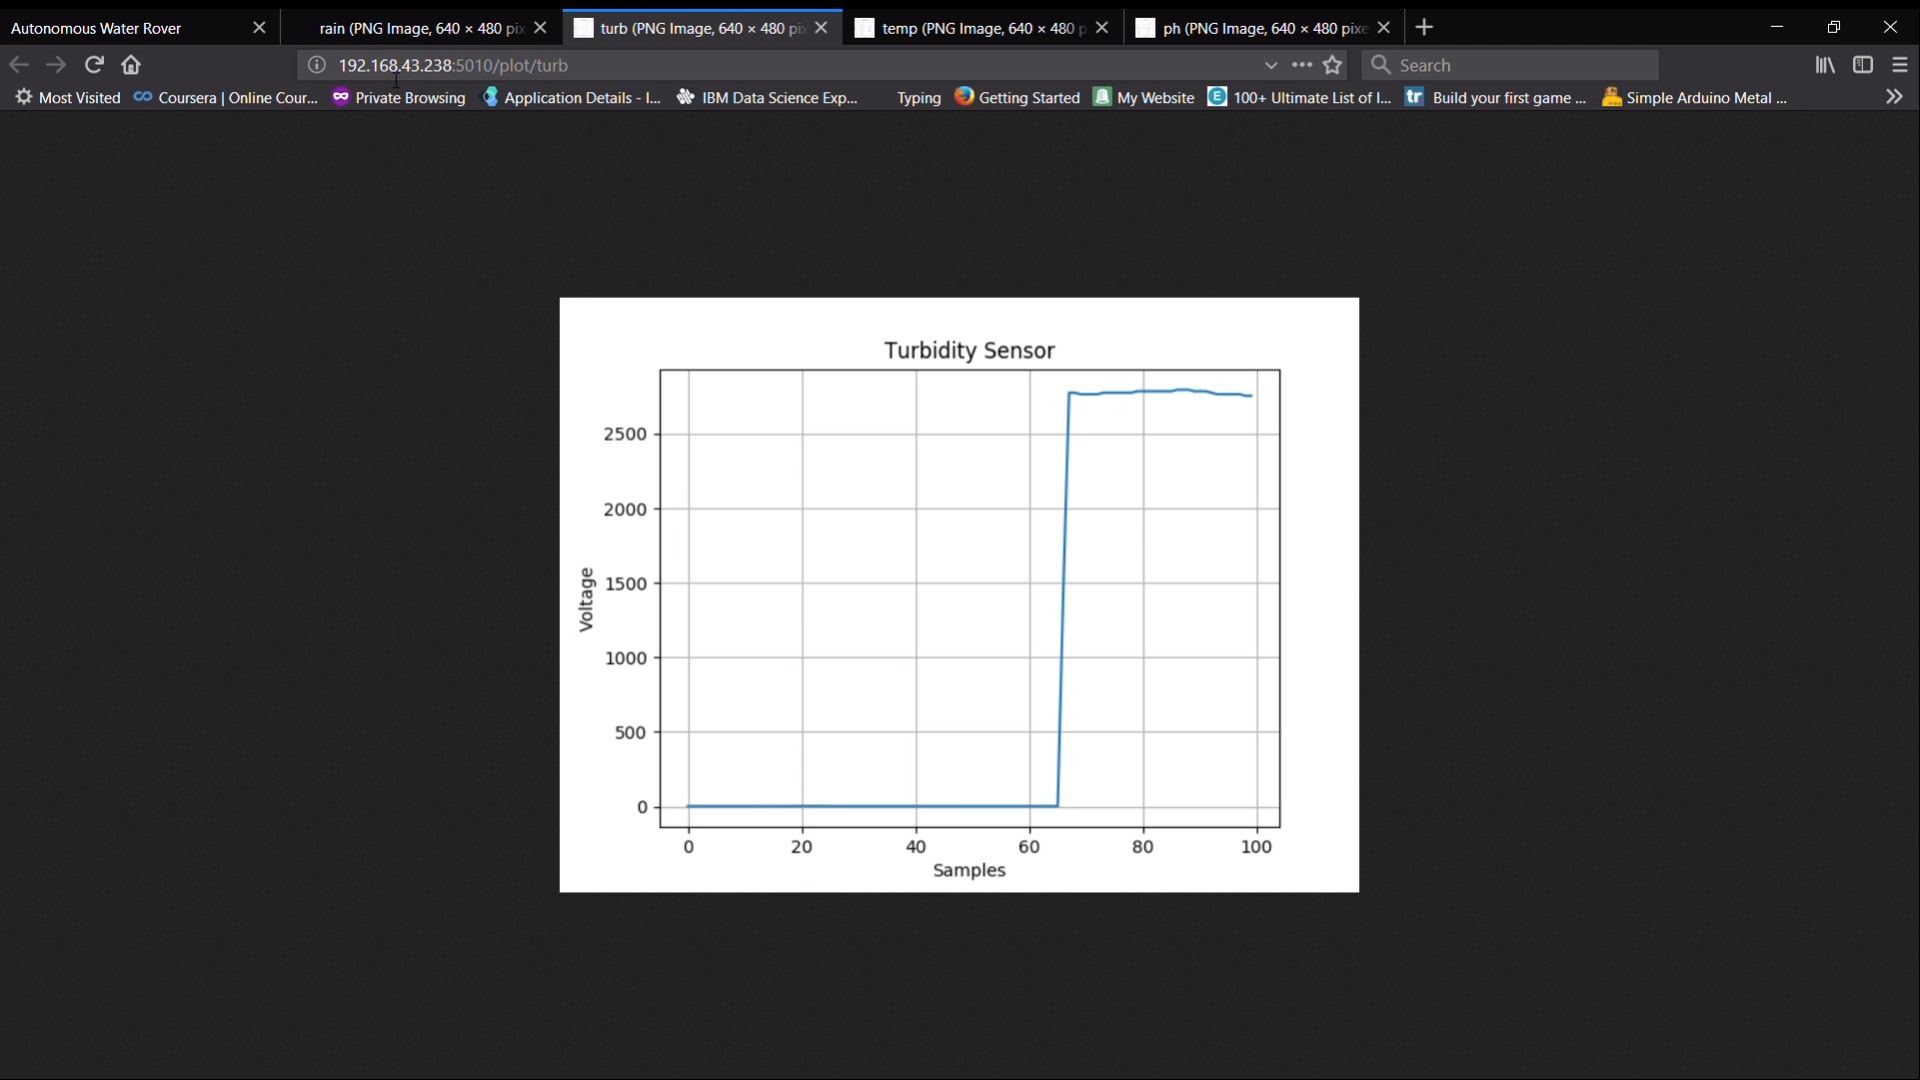 Autonomous Water Rover
rain (PNG Image, 640 × 480 pix
turb (PNG Image, 640 × 480 pi
temp (PNG Image, 640 × 480 p
ph (PNG Image, 640 × 480 pixe
192.168.43.238:5010/plot/turb
Search
Most Visited
Coursera | Online Cour...
Private Browsing
Application Details - I...
IBM Data Science Exp...
Typing
Getting Started
My Website
100+ Ultimate List of I...
tr Build your first game ...
Simple Arduino Metal ...
Turbidity Sensor
Voltage
2500
2000
1500
1000
500
0
0 20 40 60 80 100
Samples